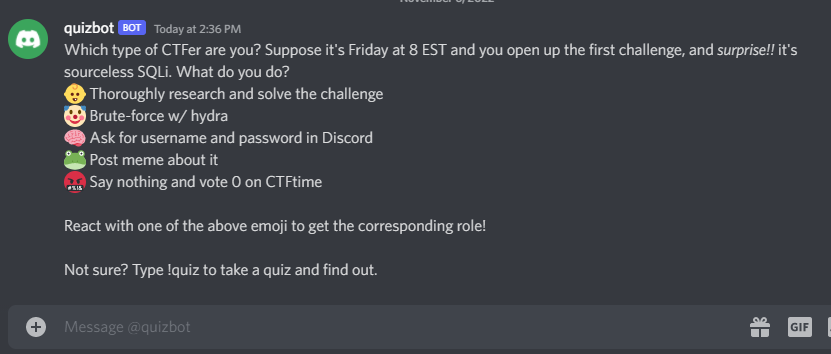 November 6, 2022
quizbot BOT Today at 2:36 PM
Which type of CTFer are you? Suppose it's Friday at 8 EST and you open up the first challenge, and surprise!! it's
sourceless SQLi. What do you do?
👶 Thoroughly research and solve the challenge
🤡 Brute-force w/ hydra
🧠 Ask for username and password in Discord
🐸 Post meme about it
🤬 Say nothing and vote 0 on CTFtime
React with one of the above emoji to get the corresponding role!
Not sure? Type !quiz to take a quiz and find out.
Message @quizbot
GIF